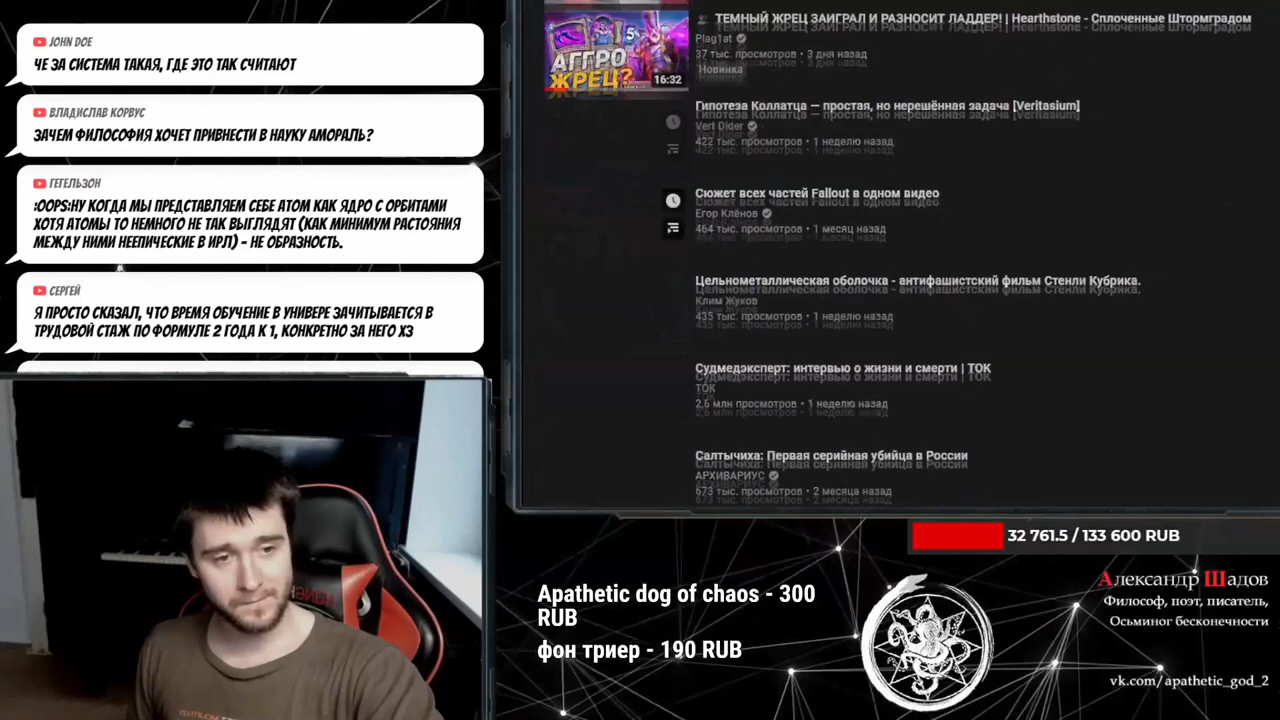 JOHN DOE
ЧЕ ЗА СИСТЕМА ТАКАЯ, ГДЕ ЭТО ТАК СЧИТАЮТ
ВЛАДИСЛАВ КОРВУС
ЗАЧЕМ ФИЛОСОФИЯ ХОЧЕТ ПРИВНЕСТИ В НАУКУ АМОРАЛЬ?
ГЕГЕЛЬЗОН
:OOPS:НУ КОГДА МЫ ПРЕДСТАВЛЯЕМ СЕБЕ АТОМ КАК ЯДРО С ОРБИТАМИ
ХОТЯ АТОМЫ ТО НЕМНОГО НЕ ТАК ВЫГЛЯДЯТ (КАК МИНИМУМ РАСТОЯНИЯ
МЕЖДУ НИМИ НЕЕПИЧЕСКИЕ В ИРЛ) - НЕ ОБРАЗНОСТЬ.
СЕРГЕЙ
Я ПРОСТО СКАЗАЛ, ЧТО ВРЕМЯ ОБУЧЕНИЕ В УНИВЕРЕ ЗАЧИТЫВАЕТСЯ В
ТРУДОВОЙ СТАЖ ПО ФОРМУЛЕ 2 ГОДА К 1, КОНКРЕТНО ЗА НЕГО ХЗ
АГГРО
ЖРЕЦ?
16:32
ТЕМНЫЙ ЖРЕЦ ЗАИГРАЛ И РАЗНОСИТ ЛАДДЕР! | Hearthstone - Сплоченные Штормградом
Plag1at
37 тыс. просмотров • 3 дня назад
Новинка
Гипотеза Коллатца — простая, но нерешённая задача [Veritasium]
Vert Dider
422 тыс. просмотров • 1 неделю назад
Сюжет всех частей Fallout в одном видео
Егор Клёнов
464 тыс. просмотров • 1 месяц назад
Цельнометаллическая оболочка - антифашистский фильм Стенли Кубрика.
Клим Жуков
435 тыс. просмотров • 1 неделю назад
Судмедэксперт: интервью о жизни и смерти | ТОК
ТОК
2,6 млн просмотров • 1 неделю назад
Салтычиха: Первая серийная убийца в России
АРХИВАРИУС
673 тыс. просмотров • 2 месяца назад
32 761.5 / 133 600 RUB
Apathetic dog of chaos - 300
RUB
фон триер - 190 RUB
Александр Шадов
Философ, поэт, писатель,
Осьминог бесконечности
vk.com/apathetic_god_2